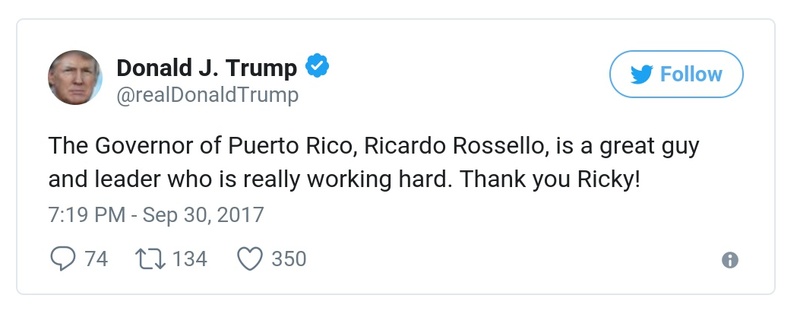 Donald J. Trump
@realDonaldTrump
Follow
The Governor of Puerto Rico, Ricardo Rossello, is a great guy
and leader who is really working hard. Thank you Ricky!
7:19 PM - Sep 30, 2017
74 134 350